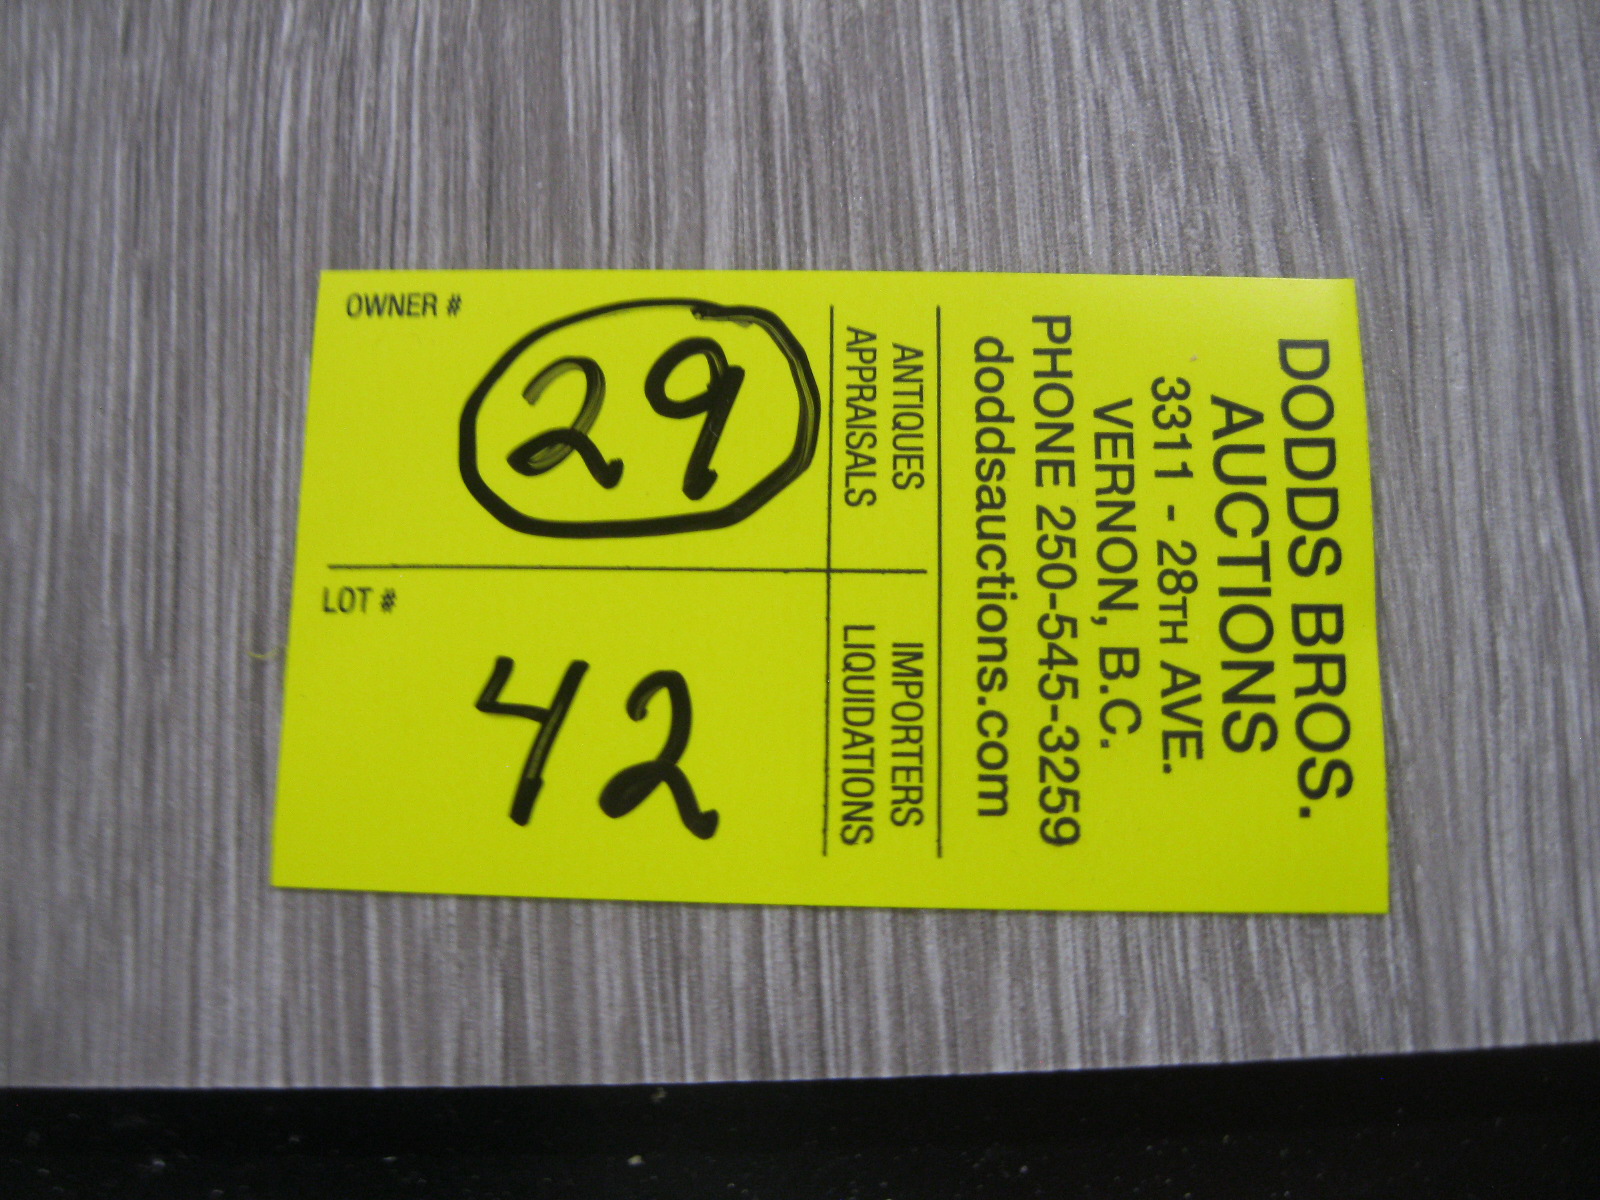 DODDS BROS.
AUCTIONS
3311 - 28TH AVE.
VERNON, B.C.
PHONE 250-545-3259
doddsauctions.com
ANTIQUES
APPRAISALS
IMPORTERS
LIQUIDATIONS
OWNER #
29
LOT #
42